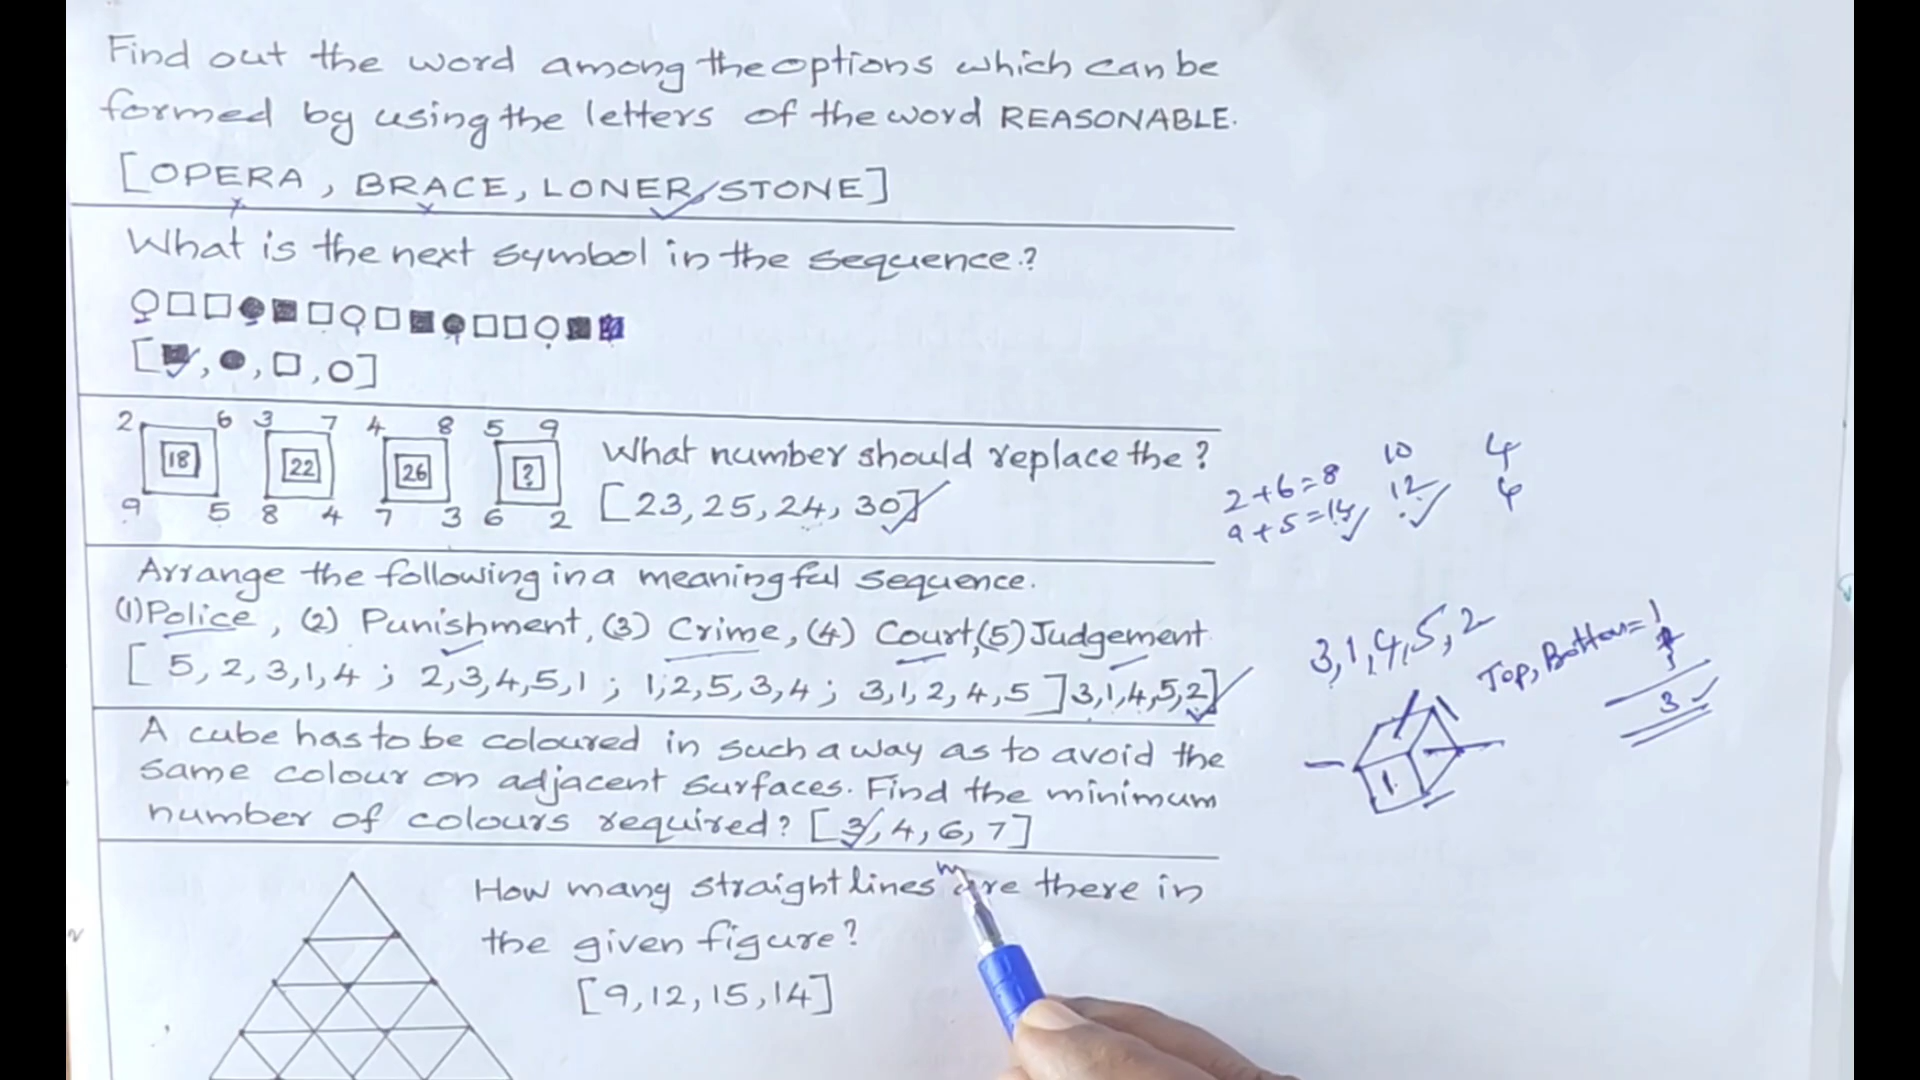 Find out the word among the options which can be
formed by using the letters of the word REASONABLE.
[OPERA, BRACE, LONER, STONE]
What is the next symbol in the sequence?
2 6 3 7 4 8 5 9
18 22 26 ?
9 5 8 4 7 3 6 2
What number should replace the ?
[23, 25, 24, 30]
2+6=8 10 4
9+5=14 12 4
Arrange the following in a meaningful sequence.
(1) Police, (2) Punishment, (3) Crime, (4) Court, (5) Judgement
[5, 2, 3, 1, 4 ; 2, 3, 4, 5, 1 ; 1, 2, 5, 3, 4 ; 3, 1, 2, 4, 5 ] 3, 1, 4, 5, 2]
3, 1, 4, 5, 2
Top, Bottom = 1
3
1
A cube has to be coloured in such a way as to avoid the
same colour on adjacent surfaces. Find the minimum
number of colours required? [3, 4, 6, 7]
How many straight lines are there in
the given figure?
[9, 12, 15, 14]